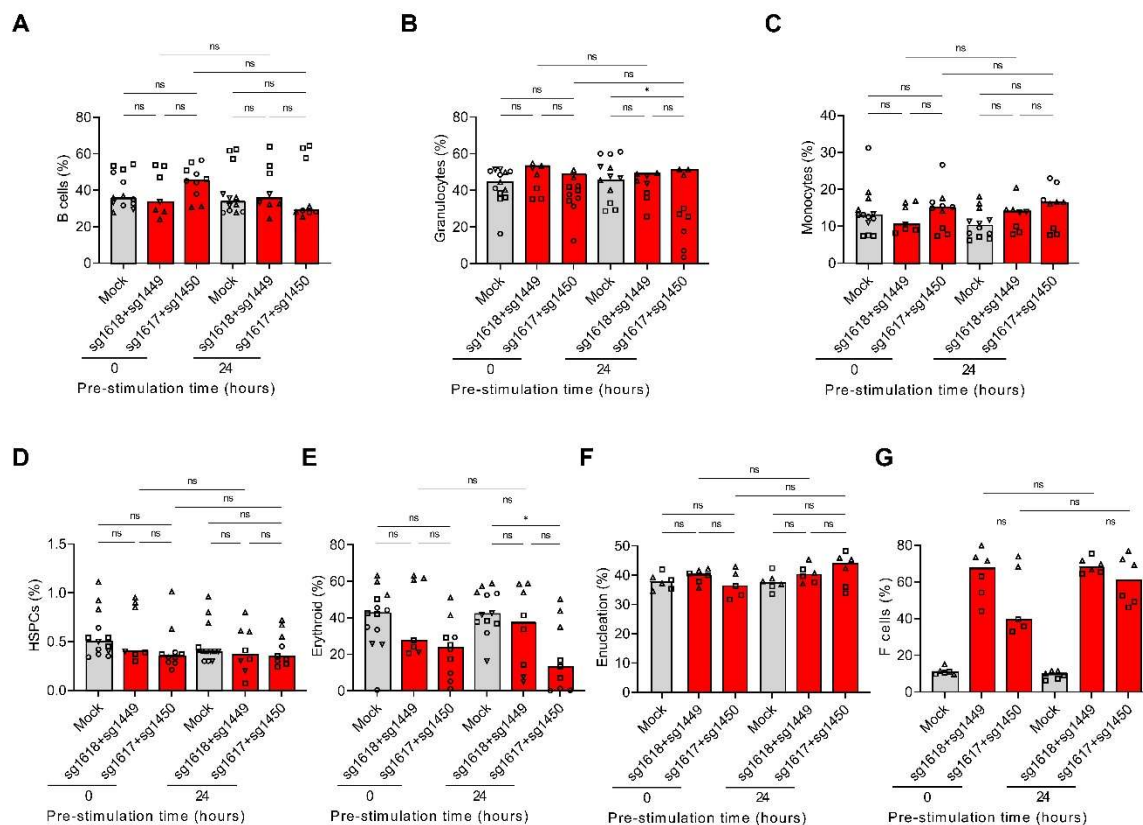 A
B
C
ns
ns
ns
ns
ns
ns
ns
ns
B cells (%)
80
60
40
20
0
Mock
sg1618+sg1449
sg1617+sg1450
Mock
sg1618+sg1449
sg1617+sg1450
0
24
Pre-stimulation time (hours)
ns
ns
ns
*
ns
ns
ns
ns
Granulocytes (%)
80
60
40
20
0
Mock
sg1618+sg1449
sg1617+sg1450
Mock
sg1618+sg1449
sg1617+sg1450
0
24
Pre-stimulation time (hours)
ns
ns
ns
ns
ns
ns
ns
ns
Monocytes (%)
40
30
20
10
0
Mock
sg1618+sg1449
sg1617+sg1450
Mock
sg1618+sg1449
sg1617+sg1450
0
24
Pre-stimulation time (hours)
D
E
F
G
ns
ns
ns
ns
ns
ns
ns
ns
HSPCs (%)
1.5
1.0
0.5
0.0
Mock
sg1618+sg1449
sg1617+sg1450
Mock
sg1618+sg1449
sg1617+sg1450
0
24
Pre-stimulation time (hours)
ns
ns
ns
*
ns
ns
ns
ns
Erythroid (%)
80
60
40
20
0
Mock
sg1618+sg1449
sg1617+sg1450
Mock
sg1618+sg1449
sg1617+sg1450
0
24
Pre-stimulation time (hours)
ns
ns
ns
ns
ns
ns
ns
ns
Enucleation (%)
60
40
20
0
Mock
sg1618+sg1449
sg1617+sg1450
Mock
sg1618+sg1449
sg1617+sg1450
0
24
Pre-stimulation time (hours)
ns
ns
ns
ns
F cells (%)
80
60
40
20
0
Mock
sg1618+sg1449
sg1617+sg1450
Mock
sg1618+sg1449
sg1617+sg1450
0
24
Pre-stimulation time (hours)